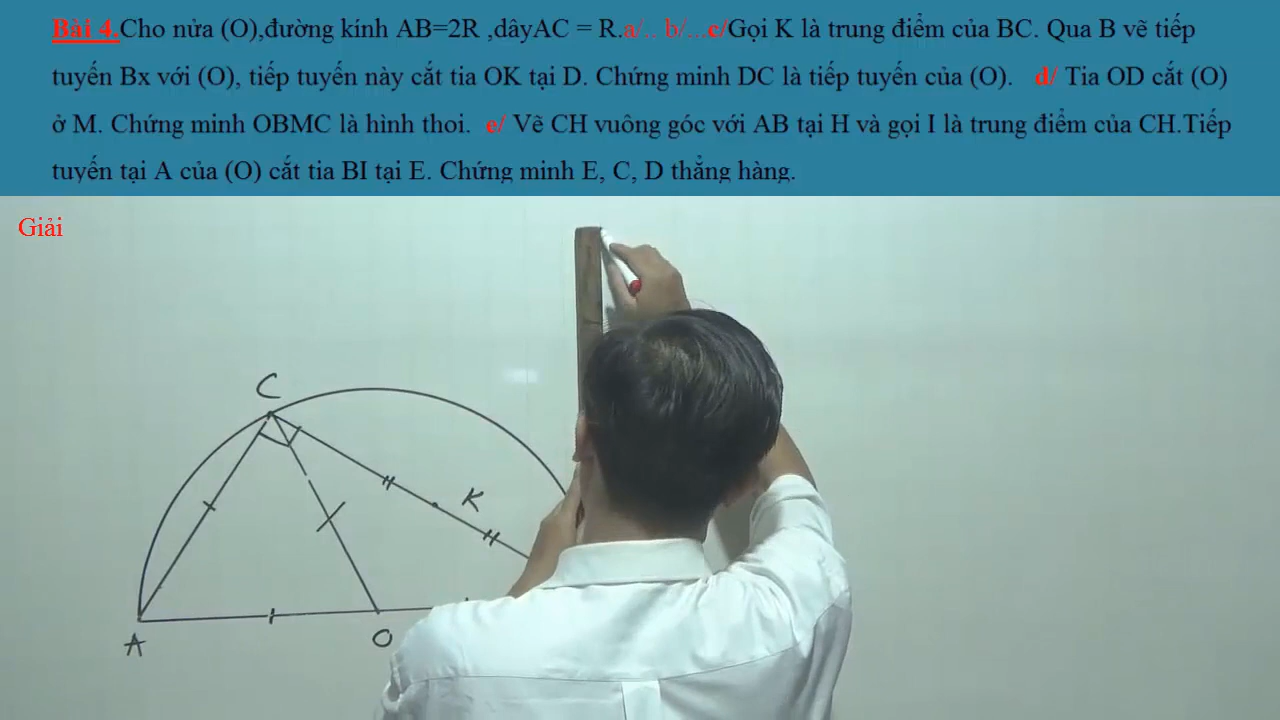 Bài 4.Cho nửa (O),đường kính AB=2R ,dâyAC = R.a/.. b/...c/Gọi K là trung điểm của BC. Qua B vẽ tiếp
tuyến Bx với (O), tiếp tuyến này cắt tia OK tại D. Chứng minh DC là tiếp tuyến của (O). d/ Tia OD cắt (O)
ở M. Chứng minh OBMC là hình thoi. e/ Vẽ CH vuông góc với AB tại H và gọi I là trung điểm của CH.Tiếp
tuyến tại A của (O) cắt tia BI tại E. Chứng minh E, C, D thẳng hàng.
Giải
C
K
A
O